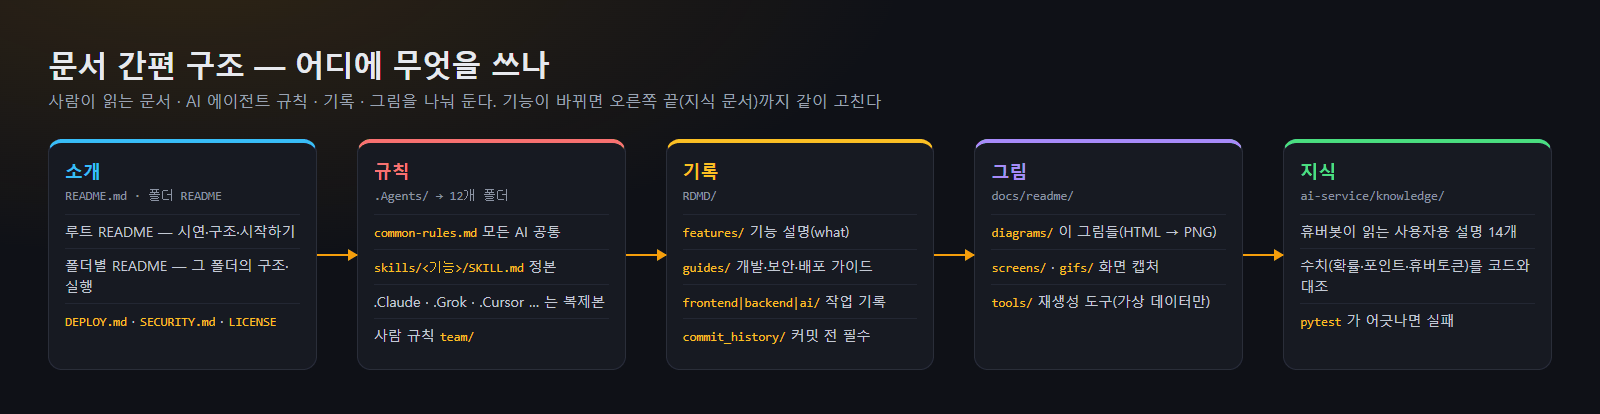 문서 간편 구조 — 어디에 무엇을 쓰나
사람이 읽는 문서 · AI 에이전트 규칙 · 기록 · 그림을 나눠 둔다. 기능이 바뀌면 오른쪽 끝(지식 문서)까지 같이 고친다
소개
README.md · 폴더 README
루트 README — 시연·구조·시작하기
폴더별 README — 그 폴더의 구조·
실행
DEPLOY.md · SECURITY.md · LICENSE
규칙
.Agents/ → 12개 폴더
common-rules.md 모든 AI 공통
skills/<기능>/SKILL.md 정본
.Claude · .Grok · .Cursor … 는 복제본
사람 규칙 team/
기록
RDMD/
features/ 기능 설명(what)
guides/ 개발·보안·배포 가이드
frontend|backend|ai/ 작업 기록
commit_history/ 커밋 전 필수
그림
docs/readme/
diagrams/ 이 그림들(HTML → PNG)
screens/ · gifs/ 화면 캡처
tools/ 재생성 도구(가상 데이터만)
지식
ai-service/knowledge/
휴버봇이 읽는 사용자용 설명 14개
수치(확률·포인트·휴버토큰)를 코드와
대조
pytest 가 어긋나면 실패